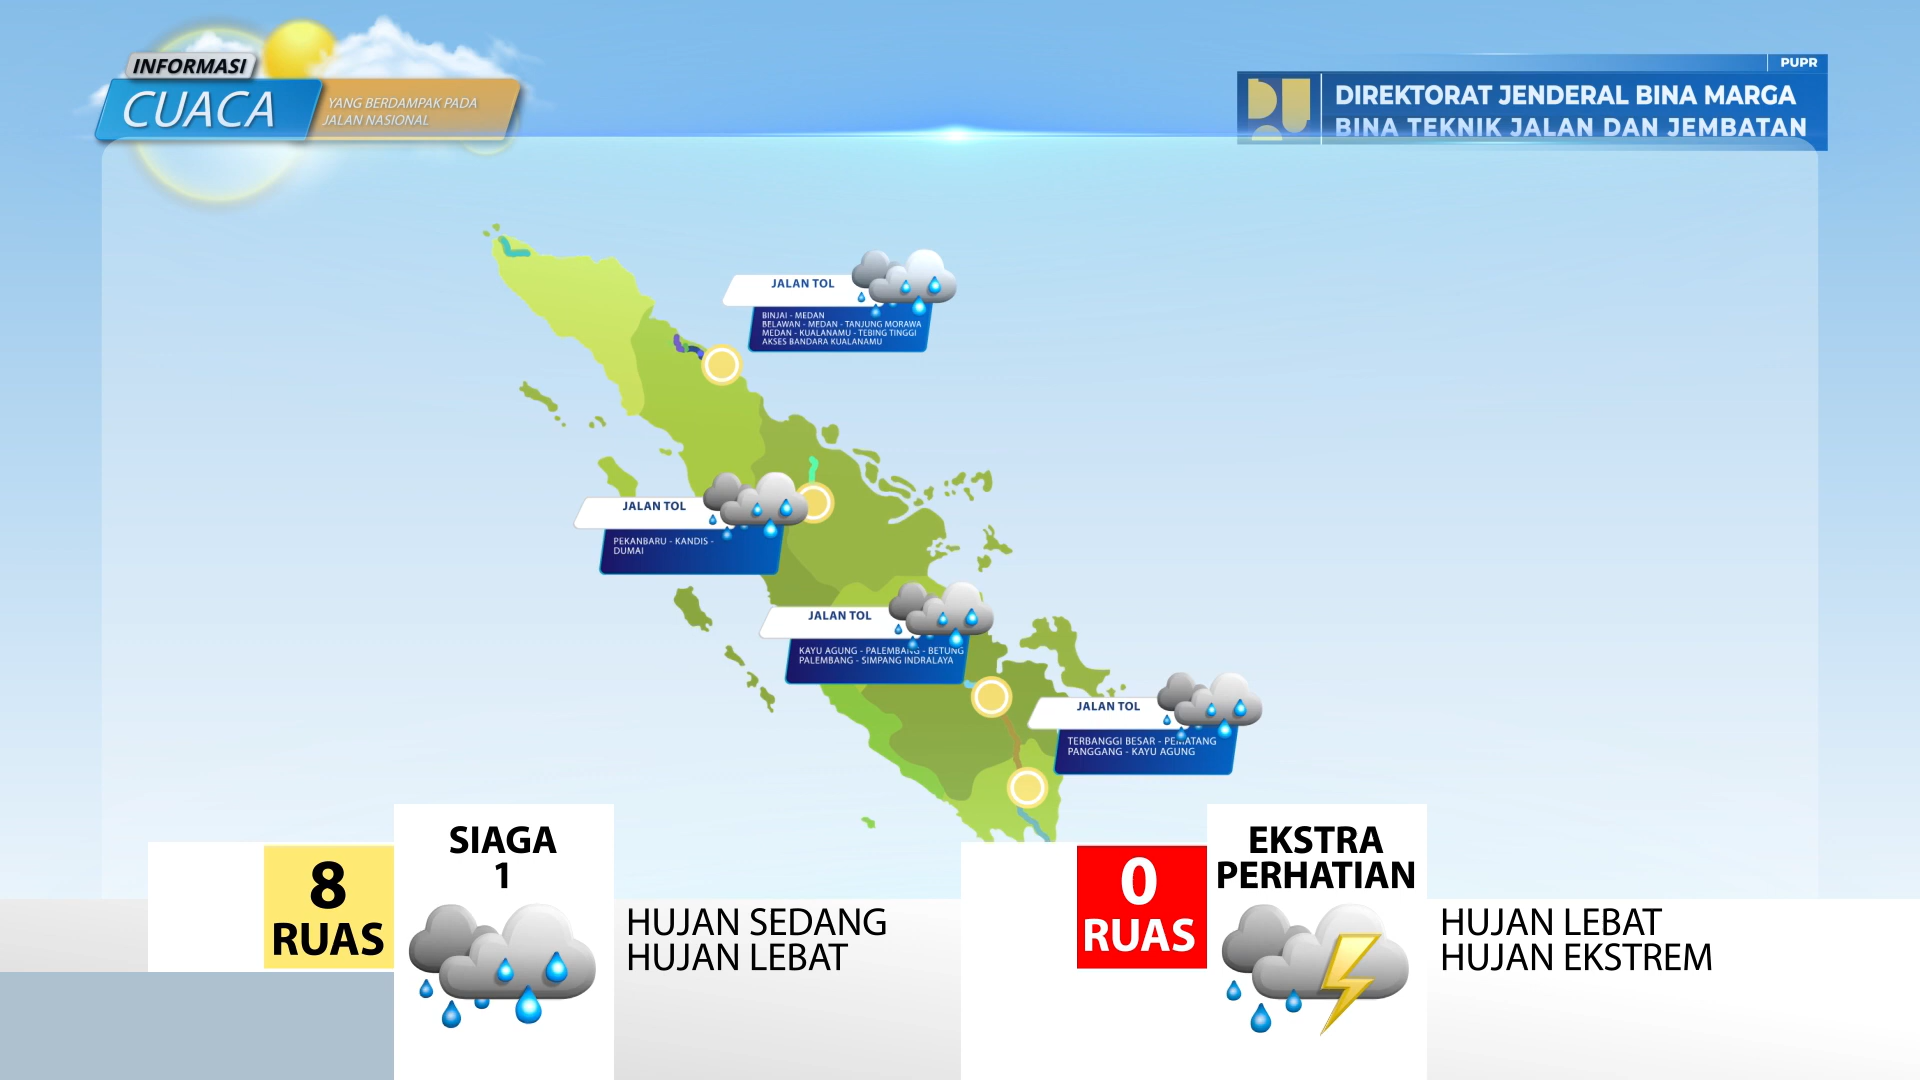 INFORMASI
CUACA
YANG BERDAMPAK PADA
JALAN NASIONAL
PUPR
DIREKTORAT JENDERAL BINA MARGA
BINA TEKNIK JALAN DAN JEMBATAN
JALAN TOL
BINJAI - MEDAN
BELAWAN - MEDAN - TANJUNG MORAWA
MEDAN - KUALANAMU - TEBING TINGGI
AKSES BANDARA KUALANAMU
JALAN TOL
PEKANBARU - KANDIS -
DUMAI
JALAN TOL
KAYU AGUNG - PALEMBANG - BETUNG
PALEMBANG - SIMPANG INDRALAYA
JALAN TOL
TERBANGGI BESAR - PEMATANG
PANGGANG - KAYU AGUNG
8
RUAS
SIAGA
1
HUJAN SEDANG
HUJAN LEBAT
0
RUAS
EKSTRA
PERHATIAN
HUJAN LEBAT
HUJAN EKSTREM